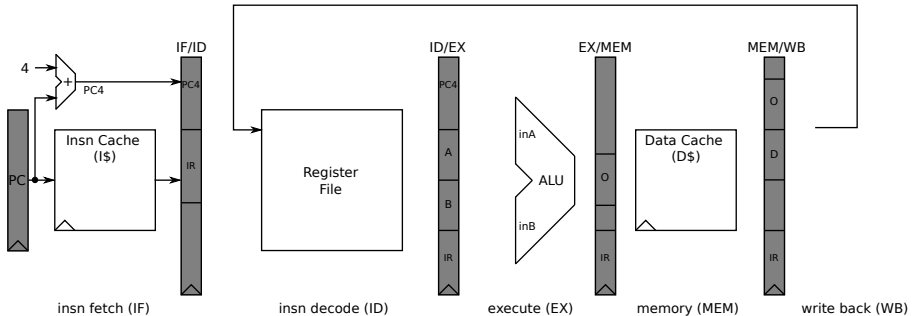 IF/ID
ID/EX
EX/MEM
MEM/WB
4
+
PC4
PC4
PC4
O
PC
Insn Cache
(I$)
IR
Register
File
A
B
IR
inA
ALU
inB
O
IR
Data Cache
(D$)
D
IR
insn fetch (IF)
insn decode (ID)
execute (EX)
memory (MEM)
write back (WB)